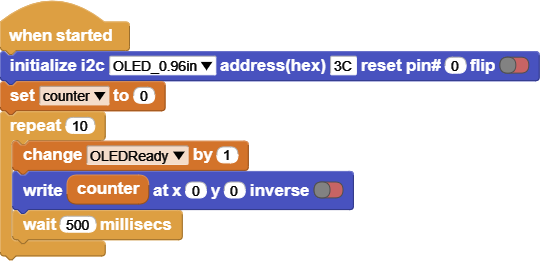 when started
initialize i2c OLED_0.96in address(hex) 3C reset pin# 0 flip
set counter to 0
repeat 10
change OLEDReady by 1
write counter at x 0 y 0 inverse
wait 500 millisecs